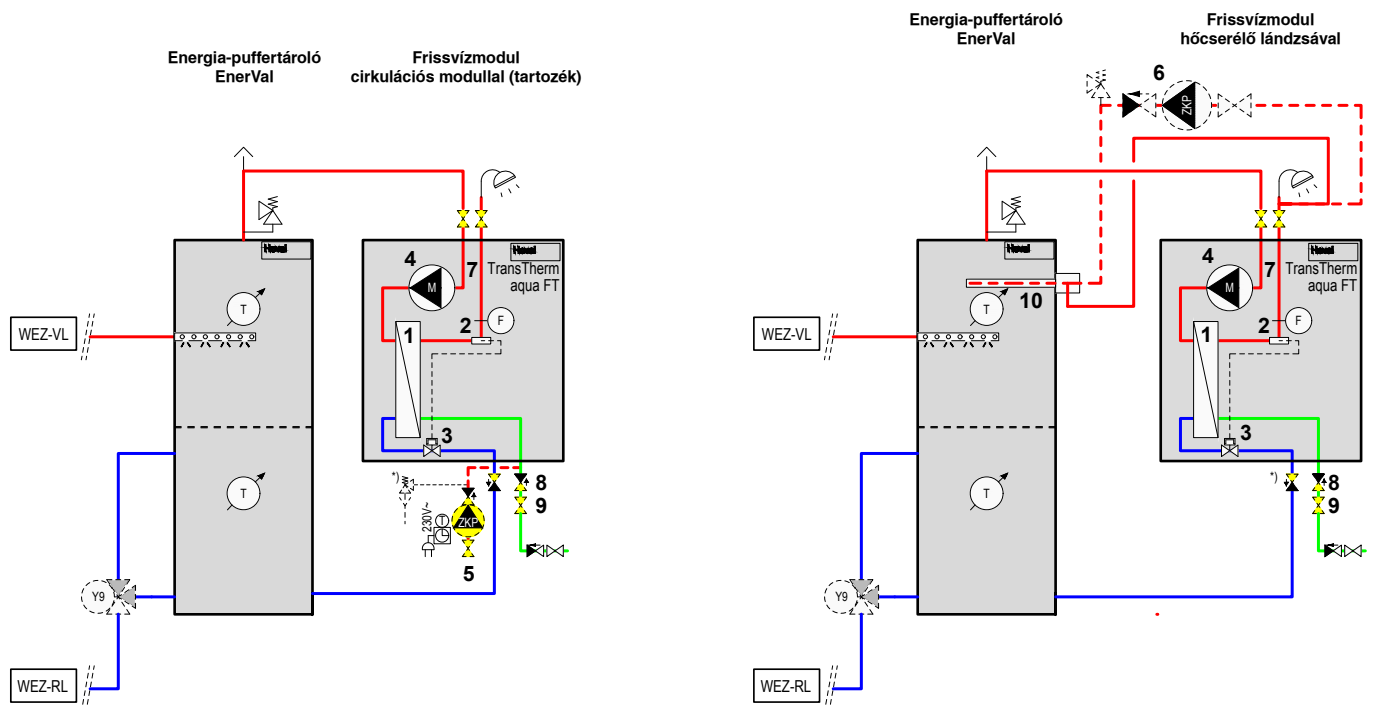 Energia-puffertároló
EnerVal
Frissvízmodul
cirkulációs modullal (tartozék)
Hoval
TransTherm
aqua FT
4
7
M
T
2
F
1
WEZ-VL
3
T
*)
8
9
230V~
T
ZKP
5
Y9
WEZ-RL
Energia-puffertároló
EnerVal
Frissvízmodul
hőcserélő lándzsával
6
ZKP
Hoval
TransTherm
aqua FT
4
7
M
10
T
2
F
1
WEZ-VL
3
T
*)
8
9
Y9
WEZ-RL